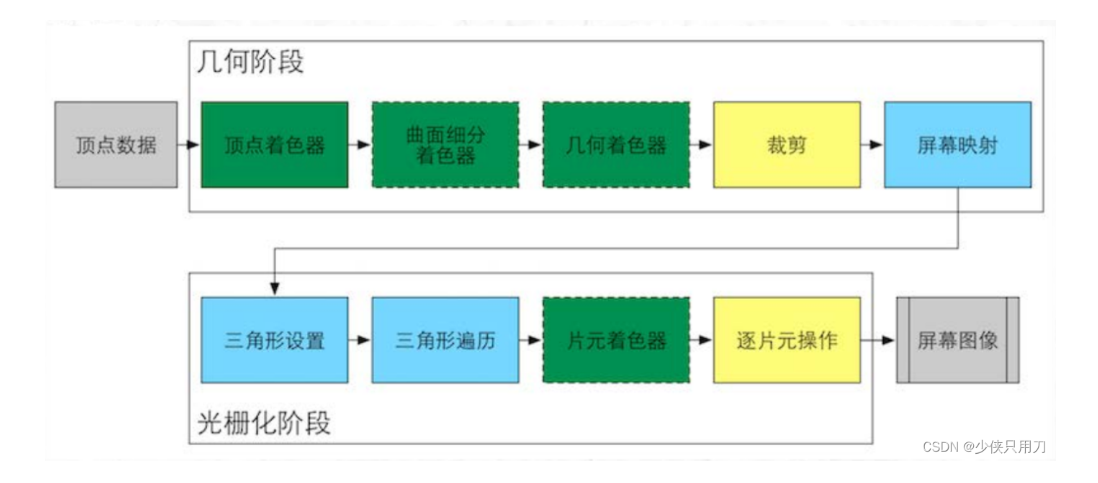 几何阶段
顶点数据
顶点着色器
曲面细分
着色器
几何着色器
裁剪
屏幕映射
三角形设置
三角形遍历
片元着色器
逐片元操作
屏幕图像
光栅化阶段
CSDN @少侠只用刀